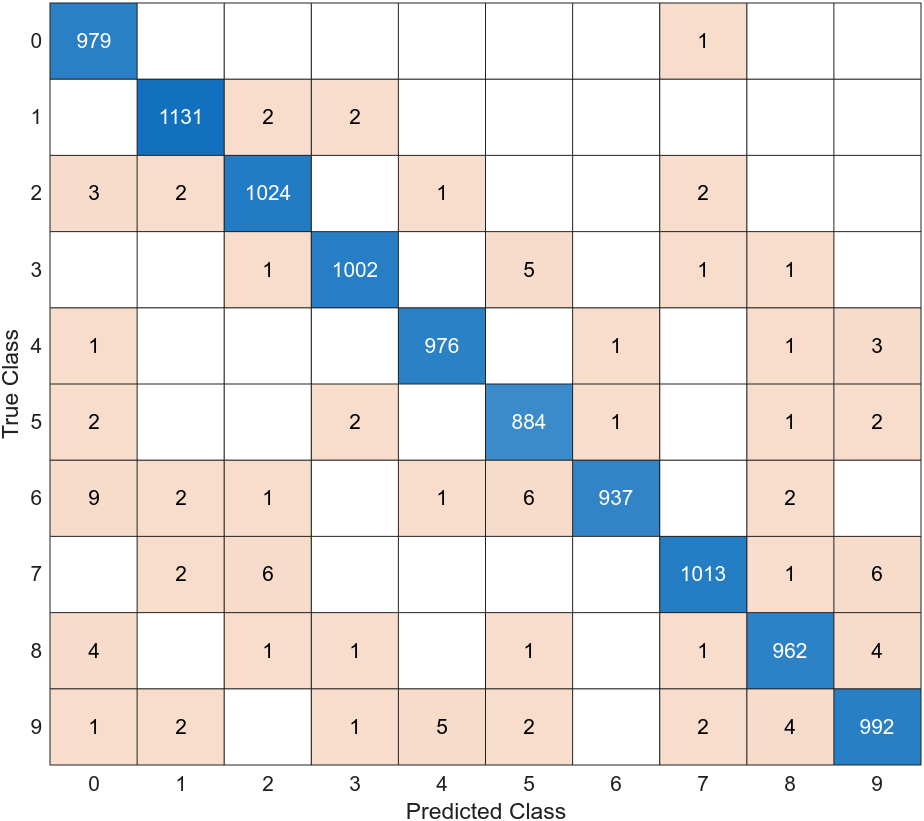 0 979 1
1 1131 2 2
2 3 2 1024 1 2
3 1 1002 5 1 1
4 1 976 1 1 3
5 2 2 884 1 1 2
6 9 2 1 1 6 937 2
7 2 6 1013 1 6
8 4 1 1 1 1 962 4
9 1 2 1 5 2 2 4 992
0 1 2 3 4 5 6 7 8 9
Predicted Class
True Class